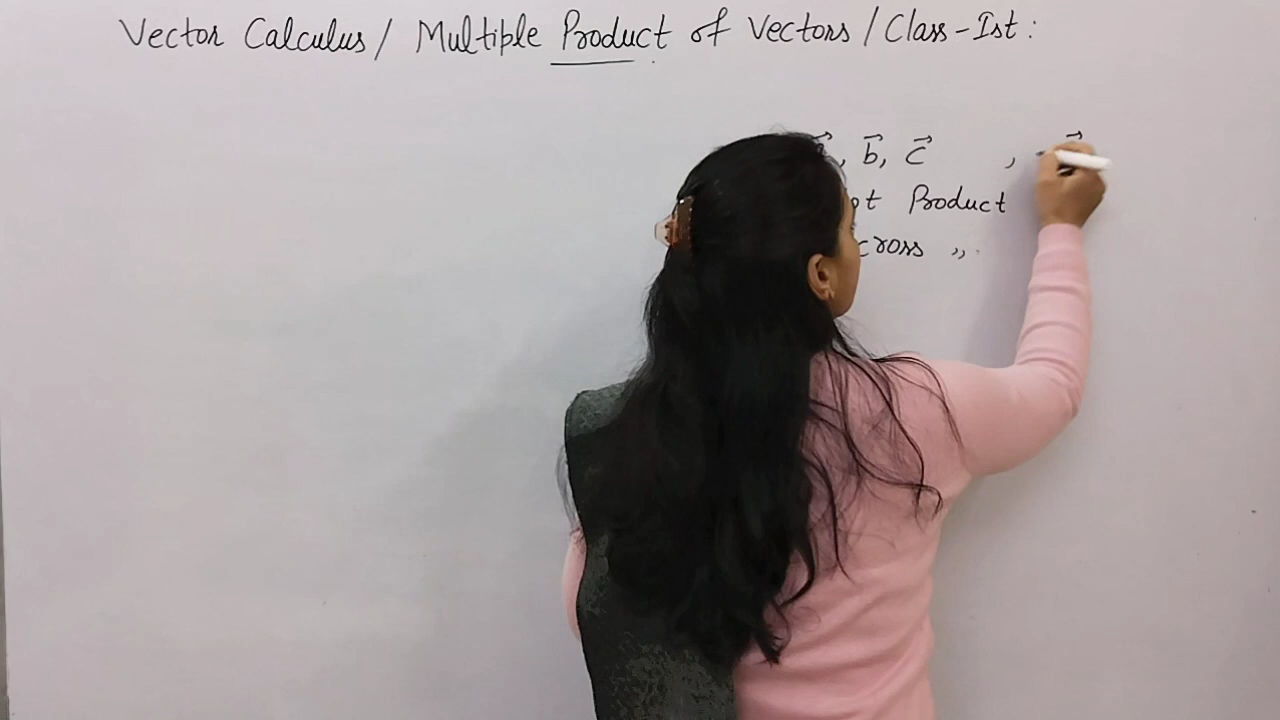 Vector Calculus / Multiple Product of Vectors / Class-Ist :
, b⃗, c⃗ ,
Product
cross ,,